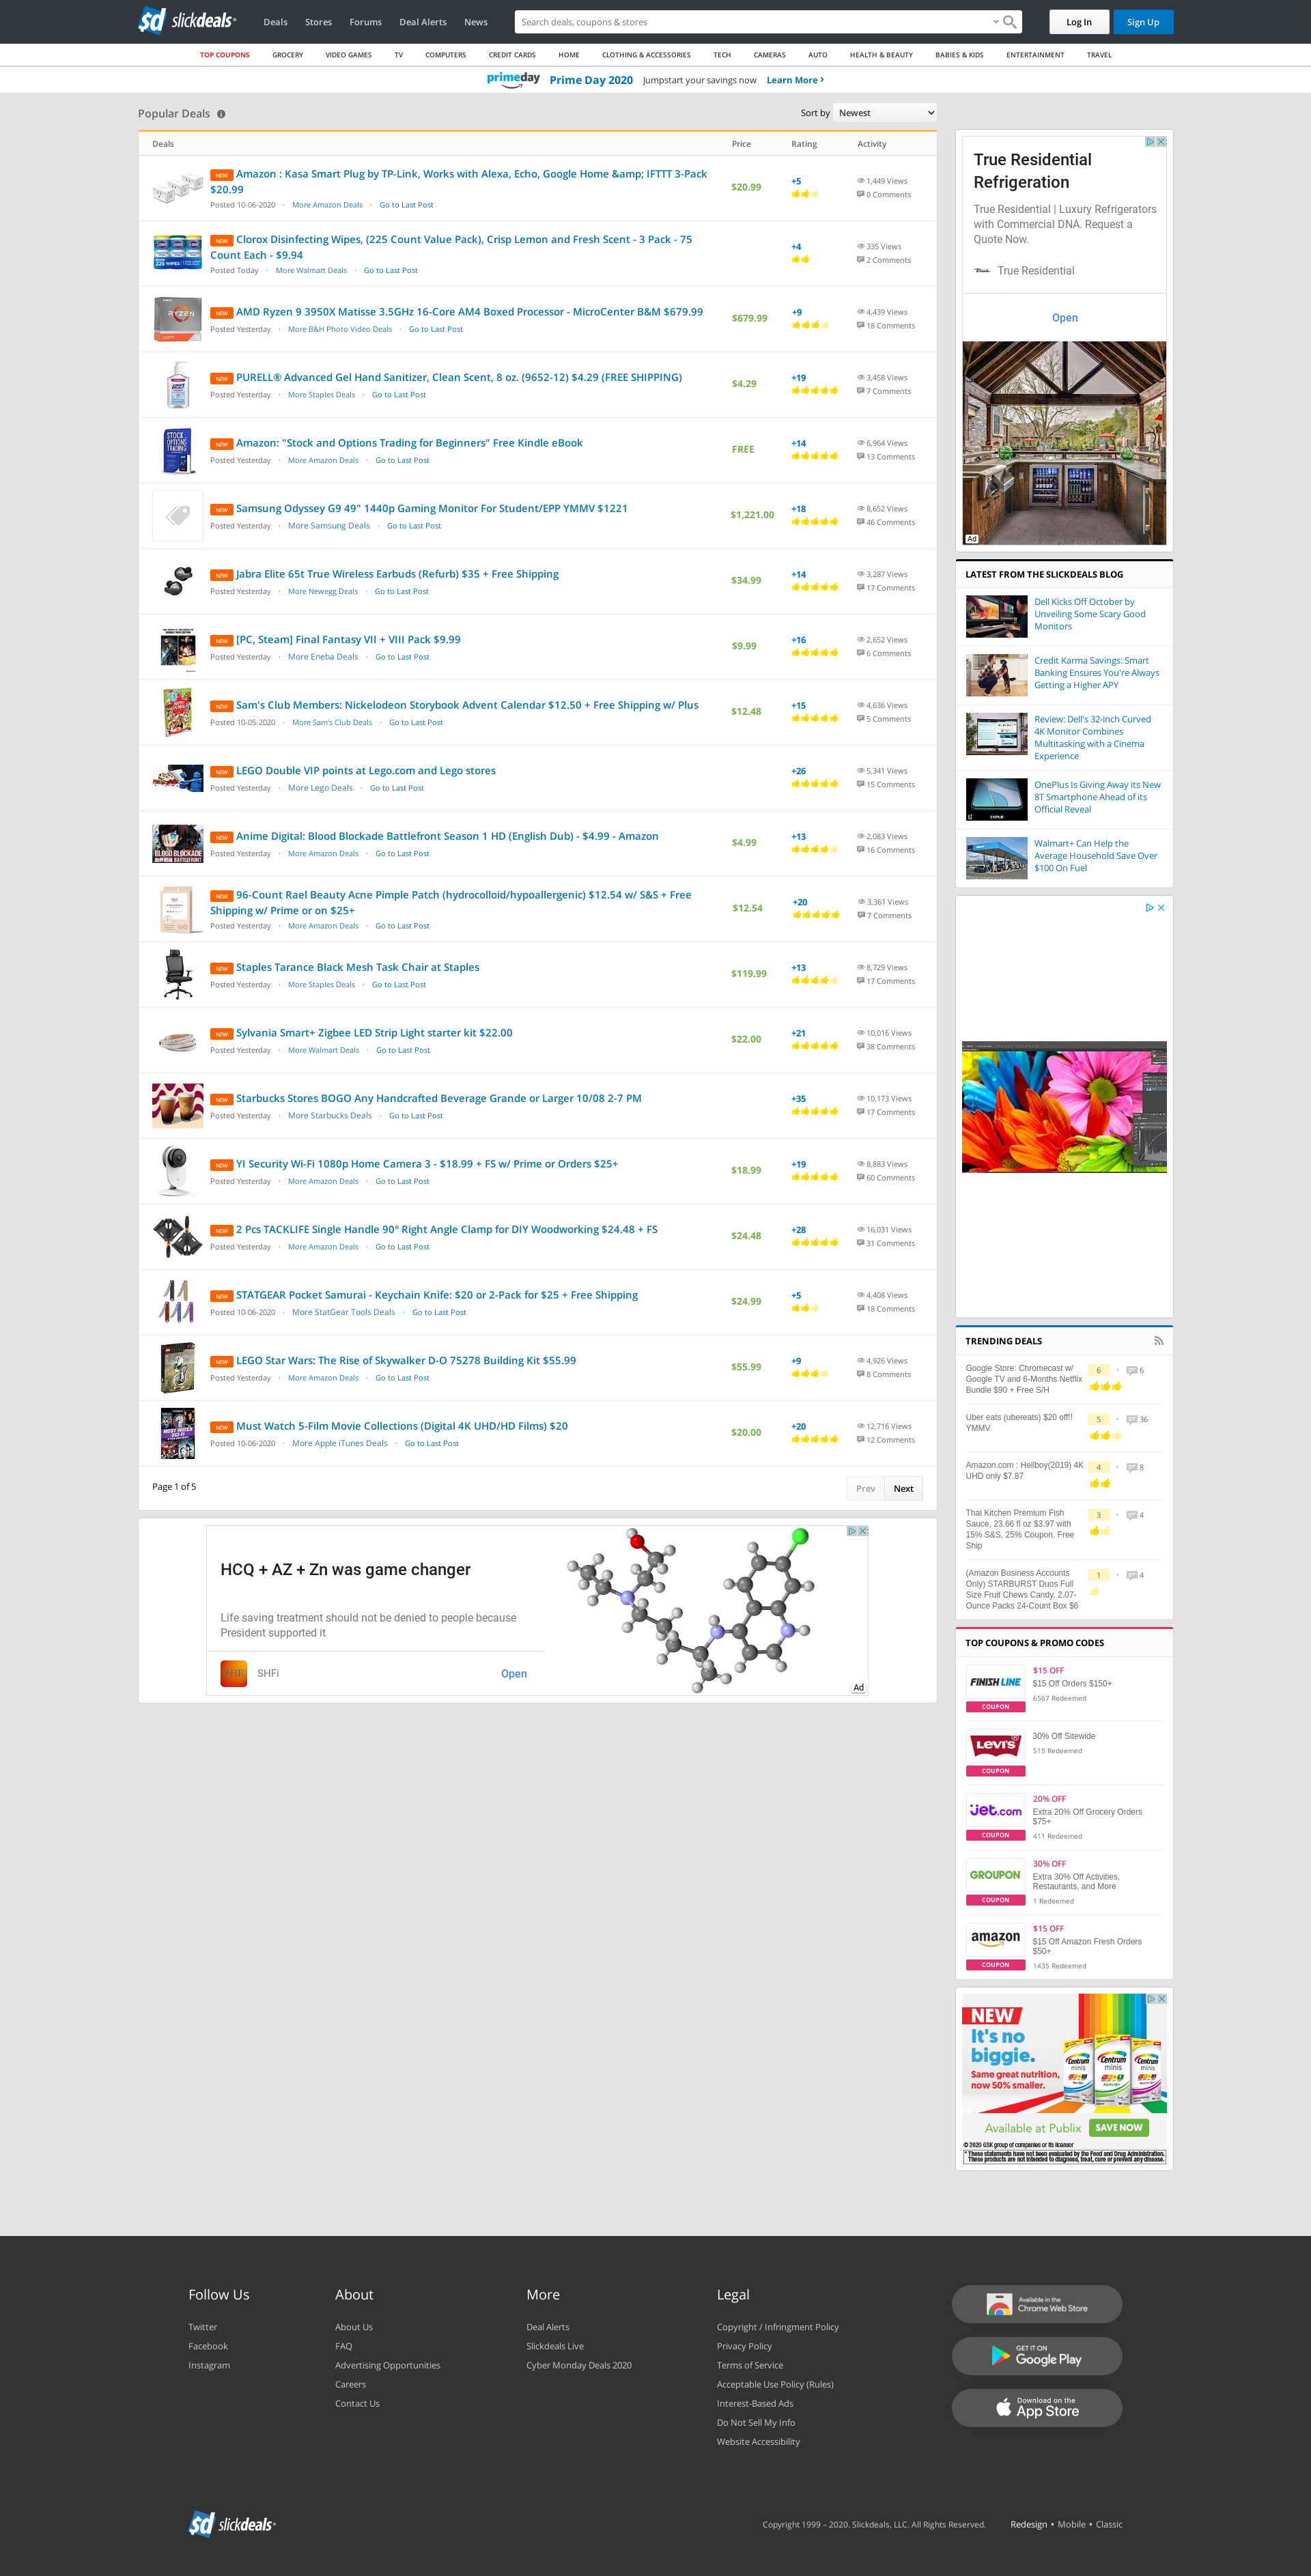 slickdeals
Deals
Stores
Forums
Deal Alerts
News
Search deals, coupons & stores
Log In
Sign Up
TOP COUPONS
GROCERY
VIDEO GAMES
TV
COMPUTERS
CREDIT CARDS
HOME
CLOTHING & ACCESSORIES
TECH
CAMERAS
AUTO
HEALTH & BEAUTY
BABIES & KIDS
ENTERTAINMENT
TRAVEL
primeday Prime Day 2020 Jumpstart your savings now Learn More
Popular Deals
Sort by Newest
Deals Price Rating Activity
NEW Amazon : Kasa Smart Plug by TP-Link, Works with Alexa, Echo, Google Home &amp; IFTTT 3-Pack
$20.99
Posted 10-06-2020 · More Amazon Deals · Go to Last Post
$20.99
+5
1,449 Views
0 Comments
NEW Clorox Disinfecting Wipes, (225 Count Value Pack), Crisp Lemon and Fresh Scent - 3 Pack - 75
Count Each - $9.94
Posted Today · More Walmart Deals · Go to Last Post
+4
335 Views
2 Comments
NEW AMD Ryzen 9 3950X Matisse 3.5GHz 16-Core AM4 Boxed Processor - MicroCenter B&M $679.99
Posted Yesterday · More B&H Photo Video Deals · Go to Last Post
$679.99
+9
4,439 Views
18 Comments
NEW PURELL® Advanced Gel Hand Sanitizer, Clean Scent, 8 oz. (9652-12) $4.29 (FREE SHIPPING)
Posted Yesterday · More Staples Deals · Go to Last Post
$4.29
+19
3,458 Views
7 Comments
NEW Amazon: "Stock and Options Trading for Beginners" Free Kindle eBook
Posted Yesterday · More Amazon Deals · Go to Last Post
FREE
+14
6,964 Views
13 Comments
NEW Samsung Odyssey G9 49" 1440p Gaming Monitor For Student/EPP YMMV $1221
Posted Yesterday · More Samsung Deals · Go to Last Post
$1,221.00
+18
8,652 Views
46 Comments
NEW Jabra Elite 65t True Wireless Earbuds (Refurb) $35 + Free Shipping
Posted Yesterday · More Newegg Deals · Go to Last Post
$34.99
+14
3,287 Views
17 Comments
NEW [PC, Steam] Final Fantasy VII + VIII Pack $9.99
Posted Yesterday · More Eneba Deals · Go to Last Post
$9.99
+16
2,652 Views
6 Comments
NEW Sam's Club Members: Nickelodeon Storybook Advent Calendar $12.50 + Free Shipping w/ Plus
Posted 10-05-2020 · More Sam's Club Deals · Go to Last Post
$12.48
+15
4,636 Views
5 Comments
NEW LEGO Double VIP points at Lego.com and Lego stores
Posted Yesterday · More Lego Deals · Go to Last Post
+26
5,341 Views
15 Comments
NEW Anime Digital: Blood Blockade Battlefront Season 1 HD (English Dub) - $4.99 - Amazon
Posted Yesterday · More Amazon Deals · Go to Last Post
$4.99
+13
2,083 Views
16 Comments
NEW 96-Count Rael Beauty Acne Pimple Patch (hydrocolloid/hypoallergenic) $12.54 w/ S&S + Free
Shipping w/ Prime or on $25+
Posted Yesterday · More Amazon Deals · Go to Last Post
$12.54
+20
3,361 Views
7 Comments
NEW Staples Tarance Black Mesh Task Chair at Staples
Posted Yesterday · More Staples Deals · Go to Last Post
$119.99
+13
8,729 Views
17 Comments
NEW Sylvania Smart+ Zigbee LED Strip Light starter kit $22.00
Posted Yesterday · More Walmart Deals · Go to Last Post
$22.00
+21
10,016 Views
38 Comments
NEW Starbucks Stores BOGO Any Handcrafted Beverage Grande or Larger 10/08 2-7 PM
Posted Yesterday · More Starbucks Deals · Go to Last Post
+35
10,173 Views
17 Comments
NEW YI Security Wi-Fi 1080p Home Camera 3 - $18.99 + FS w/ Prime or Orders $25+
Posted Yesterday · More Amazon Deals · Go to Last Post
$18.99
+19
8,883 Views
60 Comments
NEW 2 Pcs TACKLIFE Single Handle 90° Right Angle Clamp for DIY Woodworking $24.48 + FS
Posted Yesterday · More Amazon Deals · Go to Last Post
$24.48
+28
16,031 Views
31 Comments
NEW STATGEAR Pocket Samurai - Keychain Knife: $20 or 2-Pack for $25 + Free Shipping
Posted 10-06-2020 · More StatGear Tools Deals · Go to Last Post
$24.99
+5
4,408 Views
18 Comments
NEW LEGO Star Wars: The Rise of Skywalker D-O 75278 Building Kit $55.99
Posted Yesterday · More Amazon Deals · Go to Last Post
$55.99
+9
4,926 Views
8 Comments
NEW Must Watch 5-Film Movie Collections (Digital 4K UHD/HD Films) $20
Posted 10-06-2020 · More Apple iTunes Deals · Go to Last Post
$20.00
+20
12,716 Views
12 Comments
Page 1 of 5
Prev Next
HCQ + AZ + Zn was game changer
Life saving treatment should not be denied to people because
President supported it
SHFi
Open
Ad
True Residential
Refrigeration
True Residential | Luxury Refrigerators
with Commercial DNA. Request a
Quote Now.
True Residential
Open
Ad
LATEST FROM THE SLICKDEALS BLOG
Dell Kicks Off October by
Unveiling Some Scary Good
Monitors
Credit Karma Savings: Smart
Banking Ensures You're Always
Getting a Higher APY
Review: Dell's 32-inch Curved
4K Monitor Combines
Multitasking with a Cinema
Experience
OnePlus Is Giving Away its New
8T Smartphone Ahead of its
Official Reveal
Walmart+ Can Help the
Average Household Save Over
$100 On Fuel
TRENDING DEALS
Google Store: Chromecast w/
Google TV and 6-Months Netflix
Bundle $90 + Free S/H
6 6
Uber eats (ubereats) $20 off!!
YMMV
5 36
Amazon.com : Hellboy(2019) 4K
UHD only $7.87
4 8
Thai Kitchen Premium Fish
Sauce, 23.66 fl oz $3.97 with
15% S&S, 25% Coupon, Free
Ship
3 4
(Amazon Business Accounts
Only) STARBURST Duos Full
Size Fruit Chews Candy, 2.07-
Ounce Packs 24-Count Box $6
1 4
TOP COUPONS & PROMO CODES
FINISH LINE
COUPON
$15 OFF
$15 Off Orders $150+
6567 Redeemed
LEVI'S
COUPON
30% Off Sitewide
515 Redeemed
jet.com
COUPON
20% OFF
Extra 20% Off Grocery Orders
$75+
411 Redeemed
GROUPON
COUPON
30% OFF
Extra 30% Off Activities,
Restaurants, and More
1 Redeemed
amazon
COUPON
$15 OFF
$15 Off Amazon Fresh Orders
$50+
1435 Redeemed
NEW
It's no
biggie.
Same great nutrition,
now 50% smaller.
Centrum minis
Centrum minis
Centrum minis
Available at Publix SAVE NOW
© 2020 GSK group of companies or its licensor
* These statements have not been evaluated by the Food and Drug Administration.
These products are not intended to diagnose, treat, cure or prevent any disease.
Follow Us
Twitter
Facebook
Instagram
About
About Us
FAQ
Advertising Opportunities
Careers
Contact Us
More
Deal Alerts
Slickdeals Live
Cyber Monday Deals 2020
Legal
Copyright / Infringment Policy
Privacy Policy
Terms of Service
Acceptable Use Policy (Rules)
Interest-Based Ads
Do Not Sell My Info
Website Accessibility
Available in the
Chrome Web Store
GET IT ON
Google Play
Download on the
App Store
slickdeals
Copyright 1999 – 2020. Slickdeals, LLC. All Rights Reserved.
Redesign • Mobile • Classic